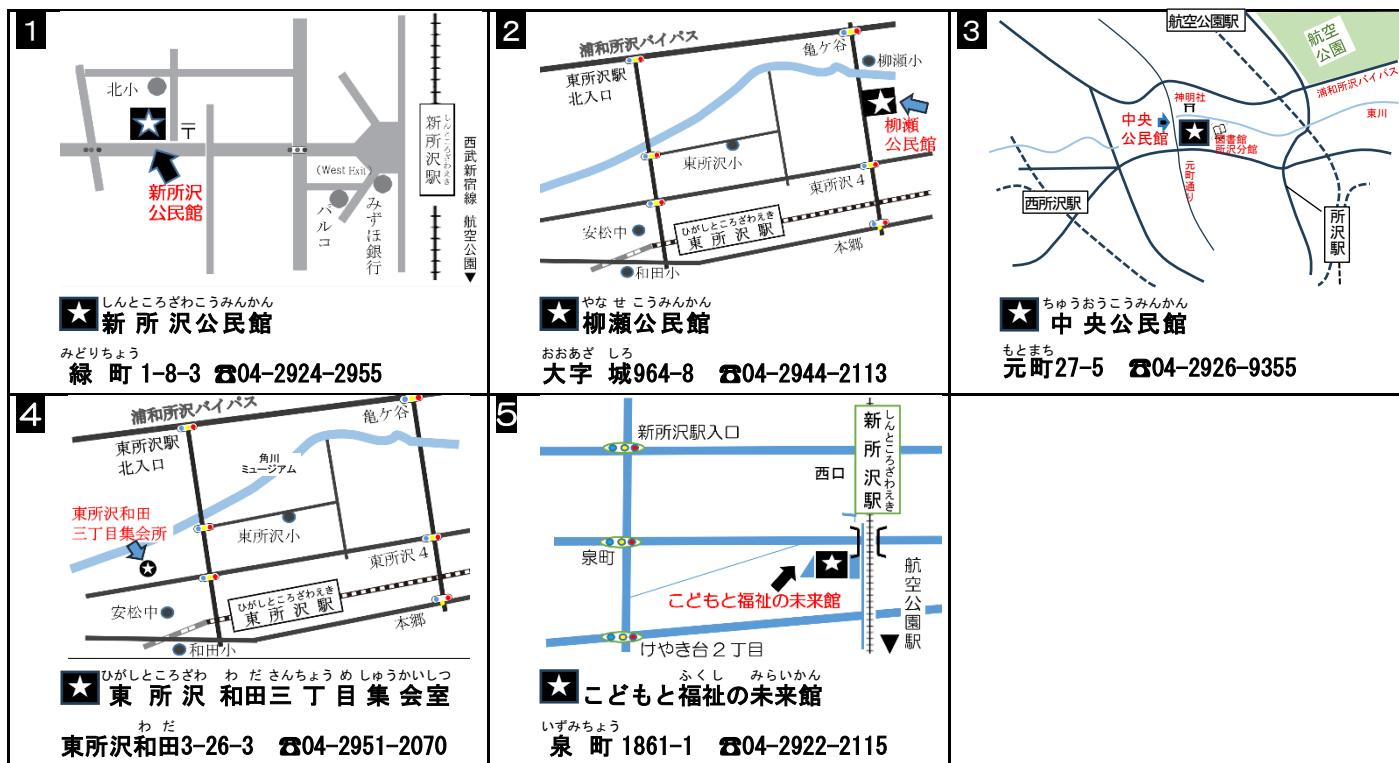 1
北小
〒
新所沢
公民館
(West Exit)
パルコ
みずほ銀行
しんところざわえき
新所沢駅
西武新宿線 航空公園▼
しんところざわこうみんかん
★新所沢公民館
みどりちょう
緑町 1-8-3 ☎04-2924-2955
2
浦和所沢バイパス
亀ケ谷
東所沢駅
北入口
柳瀬小
柳瀬
公民館
東所沢小
東所沢4
安松中
ひがしところざわえき
東所沢駅
本郷
和田小
やなせこうみんかん
★柳瀬公民館
おおあざ しろ
大字 城964-8 ☎04-2944-2113
3
航空公園駅
航空
公園
浦和所沢バイパス
神明社
東川
中央
公民館
図書館
所沢分館
元町通り
西所沢駅
所沢駅
ちゅうおうこうみんかん
★中央公民館
もとまち
元町27-5 ☎04-2926-9355
4
浦和所沢バイパス
亀ケ谷
東所沢駅
北入口
角川
ミュージアム
東所沢和田
三丁目集会所
東所沢小
東所沢4
安松中
ひがしところざわえき
東所沢駅
本郷
和田小
ひがしところざわ わださんちょうめしゅうかいしつ
★東所沢 和田三丁目集会室
わだ
東所沢和田3-26-3 ☎04-2951-2070
5
新所沢駅入口
西口
しんところざわえき
新所沢駅
泉町
こどもと福祉の未来館
航空公園駅
▼
けやき台2丁目
ふくし みらいかん
★こどもと福祉の未来館
いずみちょう
泉町 1861-1 ☎04-2922-2115